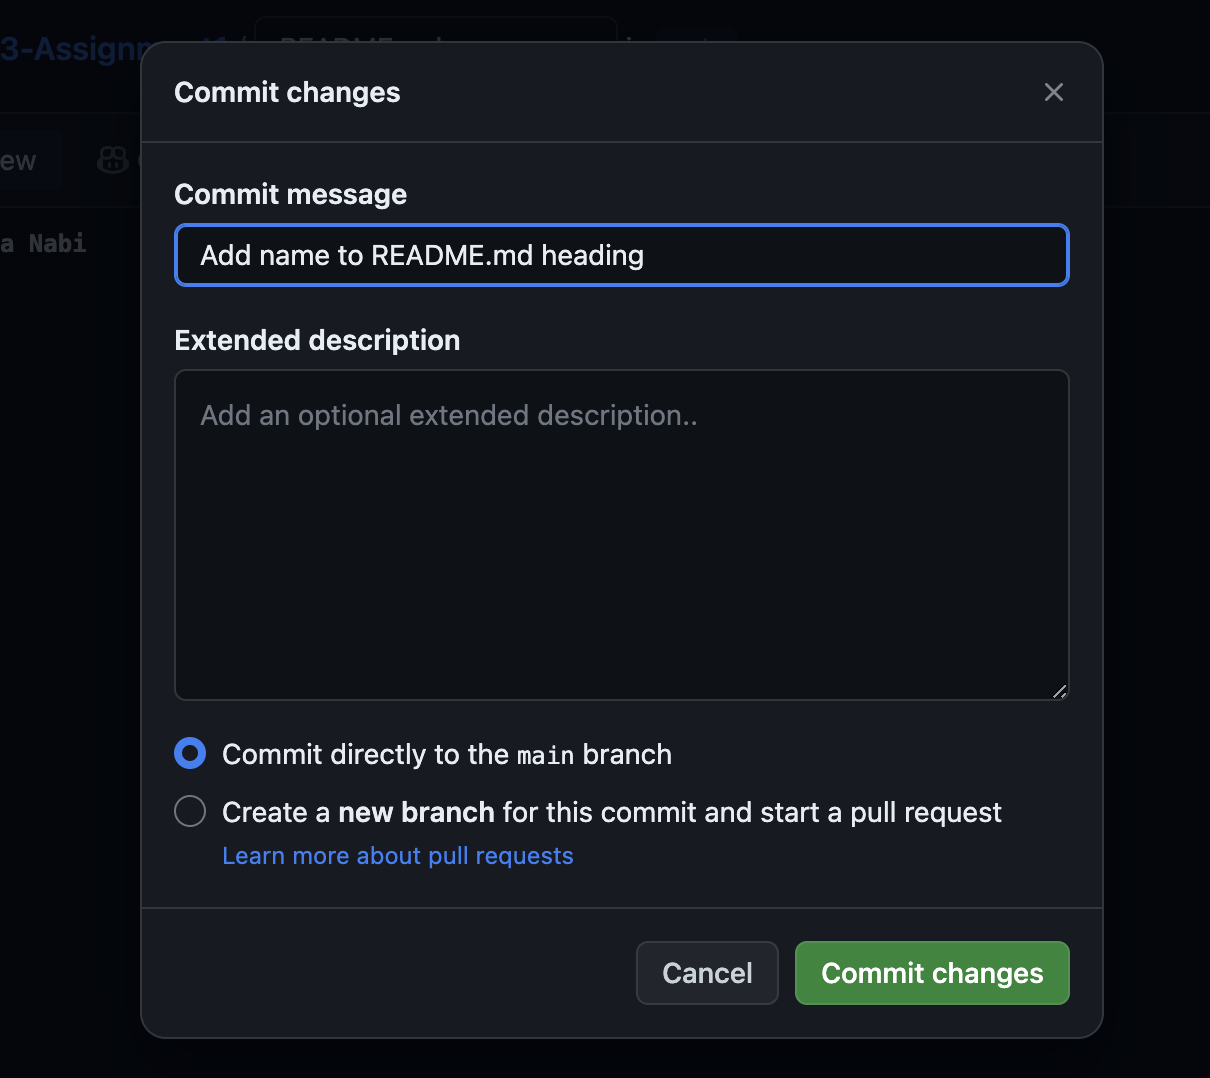 3-Assignm
Commit changes
ew
Commit message
a Nabi
Add name to README.md heading
Extended description
Add an optional extended description..
Commit directly to the main branch
Create a new branch for this commit and start a pull request
Learn more about pull requests
Cancel
Commit changes